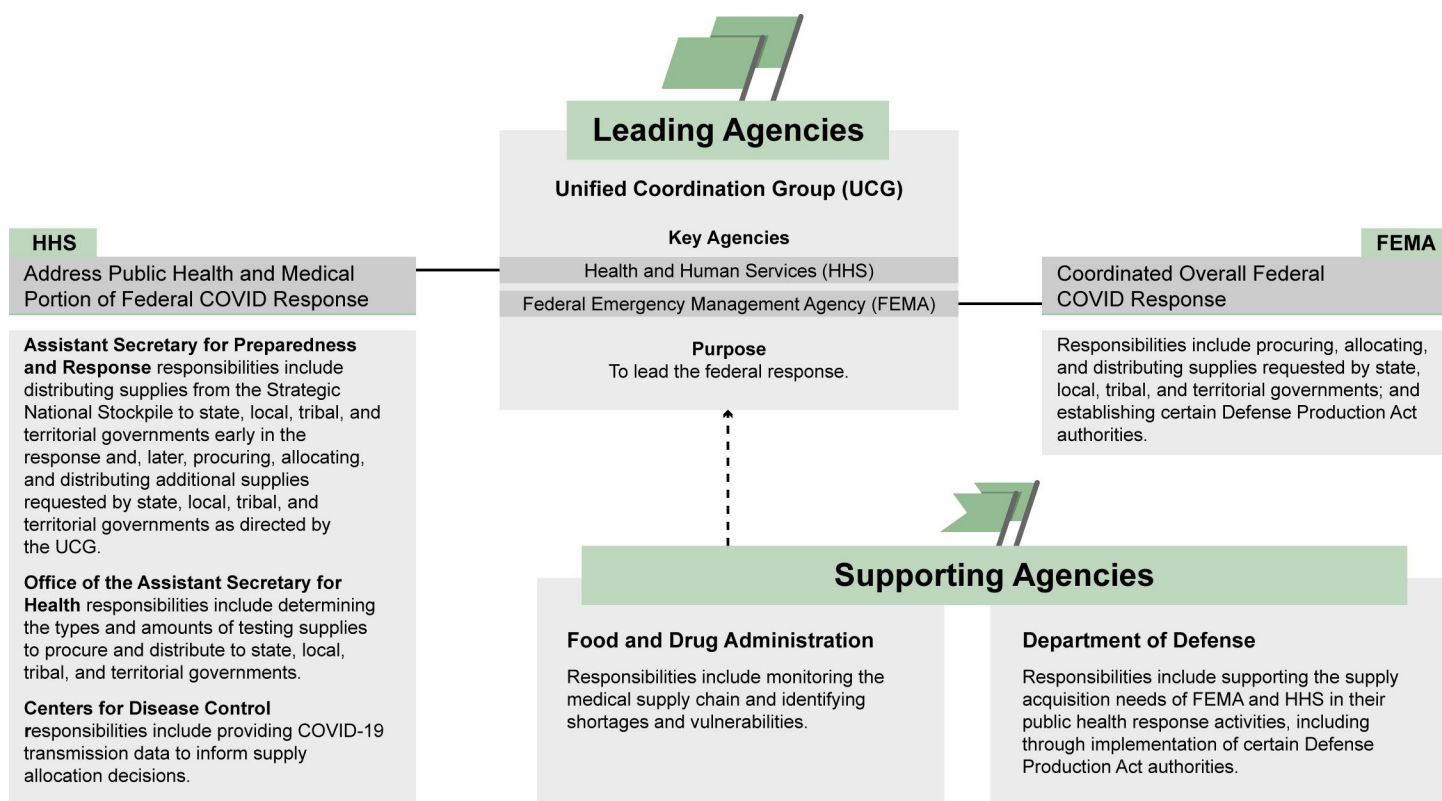 Leading Agencies
Unified Coordination Group (UCG)
Key Agencies
Health and Human Services (HHS)
Federal Emergency Management Agency (FEMA)
Purpose
To lead the federal response.
HHS
Address Public Health and Medical
Portion of Federal COVID Response
Assistant Secretary for Preparedness
and Response responsibilities include
distributing supplies from the Strategic
National Stockpile to state, local, tribal, and
territorial governments early in the
response and, later, procuring, allocating,
and distributing additional supplies
requested by state, local, tribal, and
territorial governments as directed by
the UCG.
Office of the Assistant Secretary for
Health responsibilities include determining
the types and amounts of testing supplies
to procure and distribute to state, local,
tribal, and territorial governments.
Centers for Disease Control
responsibilities include providing COVID-19
transmission data to inform supply
allocation decisions.
FEMA
Coordinated Overall Federal
COVID Response
Responsibilities include procuring, allocating,
and distributing supplies requested by state,
local, tribal, and territorial governments; and
establishing certain Defense Production Act
authorities.
Supporting Agencies
Food and Drug Administration
Responsibilities include monitoring the
medical supply chain and identifying
shortages and vulnerabilities.
Department of Defense
Responsibilities include supporting the supply
acquisition needs of FEMA and HHS in their
public health response activities, including
through implementation of certain Defense
Production Act authorities.